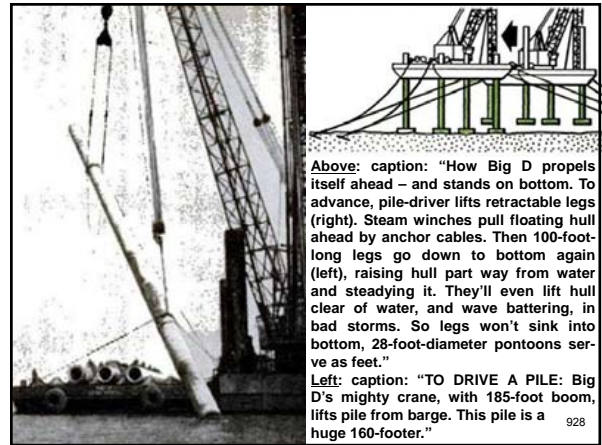 Above: caption: “How Big D propels
itself ahead – and stands on bottom. To
advance, pile-driver lifts retractable legs
(right). Steam winches pull floating hull
ahead by anchor cables. Then 100-foot-
long legs go down to bottom again
(left), raising hull part way from water
and steadying it. They’ll even lift hull
clear of water, and wave battering, in
bad storms. So legs won’t sink into
bottom, 28-foot-diameter pontoons ser-
ve as feet.”
Left: caption: “TO DRIVE A PILE: Big
D’s mighty crane, with 185-foot boom,
lifts pile from barge. This pile is a
huge 160-footer.”
928